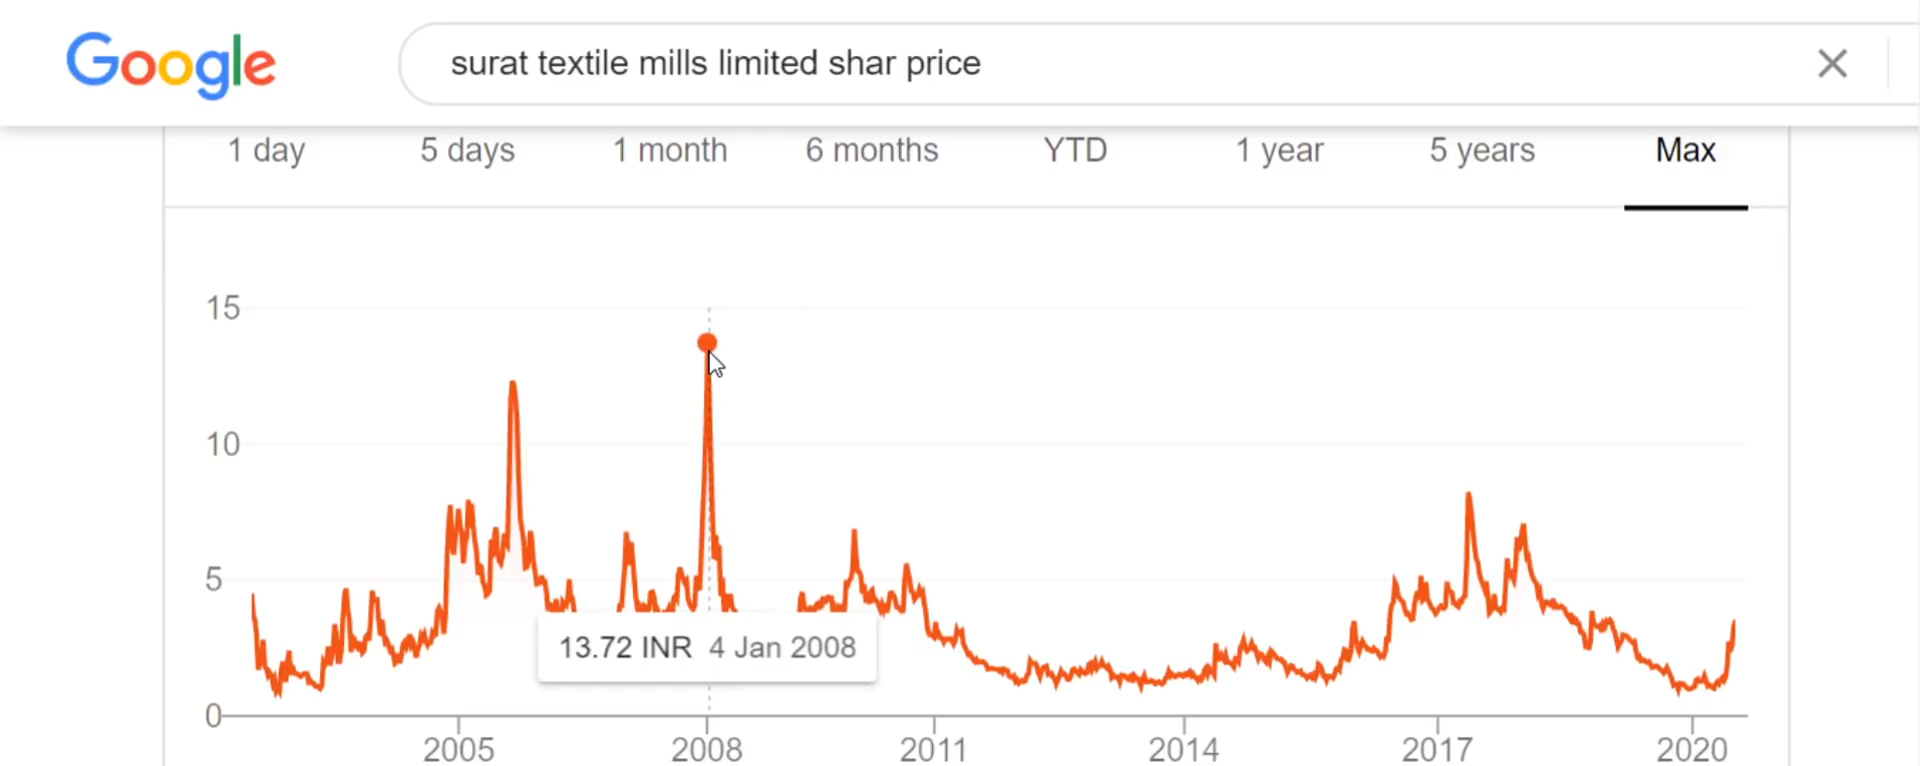 Google
surat textile mills limited shar price
1 day 5 days 1 month 6 months YTD 1 year 5 years Max
15
10
5
13.72 INR 4 Jan 2008
0
2005 2008 2011 2014 2017 2020